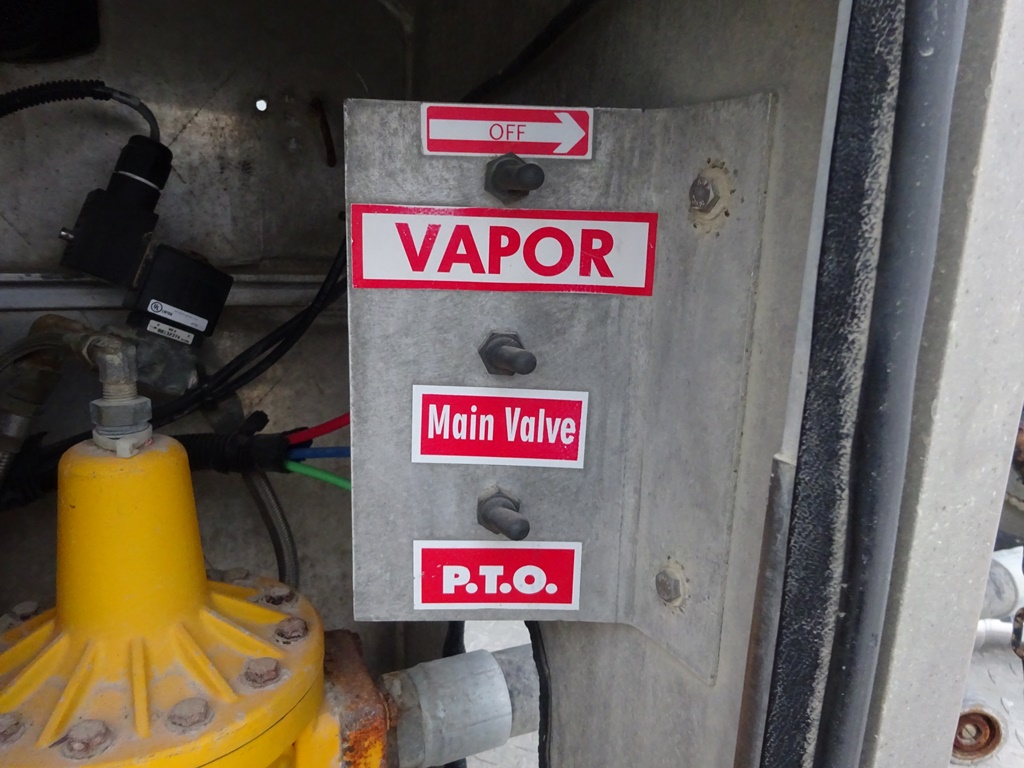 OFF
VAPOR
Main Valve
P.T.O.